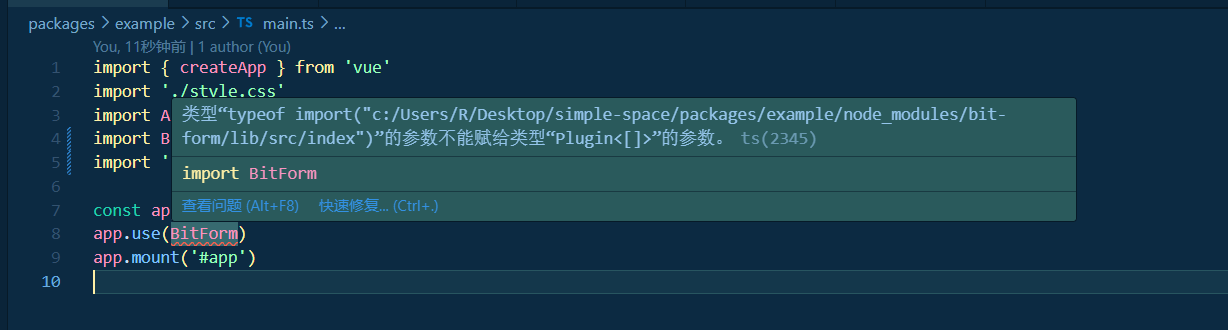 packages > example > src > TS main.ts > ...
You, 11秒钟前 | 1 author (You)
1 import { createApp } from 'vue'
2 import './style.css'
3 import A
4 import B
5 import '
6
7 const ap
8 app.use(BitForm)
9 app.mount('#app')
10
类型“typeof import("c:/Users/R/Desktop/simple-space/packages/example/node_modules/bit-
form/lib/src/index")”的参数不能赋给类型“Plugin<[]>”的参数。 ts(2345)
import BitForm
查看问题 (Alt+F8) 快速修复... (Ctrl+.)